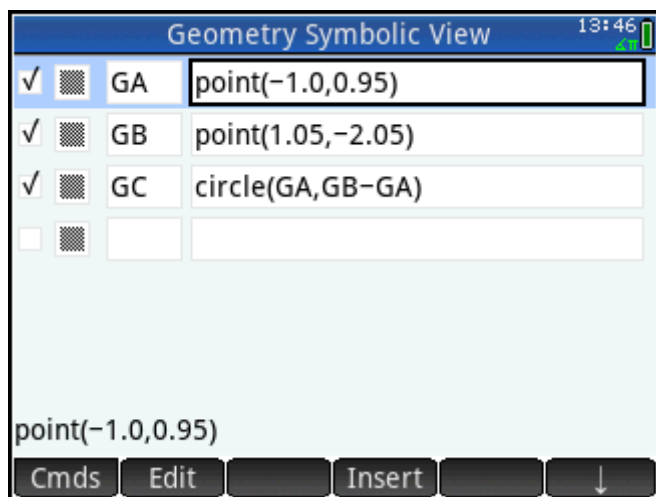 Geometry Symbolic View 13:46
∡π
√ GA point(−1.0,0.95)
√ GB point(1.05,−2.05)
√ GC circle(GA,GB−GA)
point(−1.0,0.95)
Cmds Edit Insert ↓